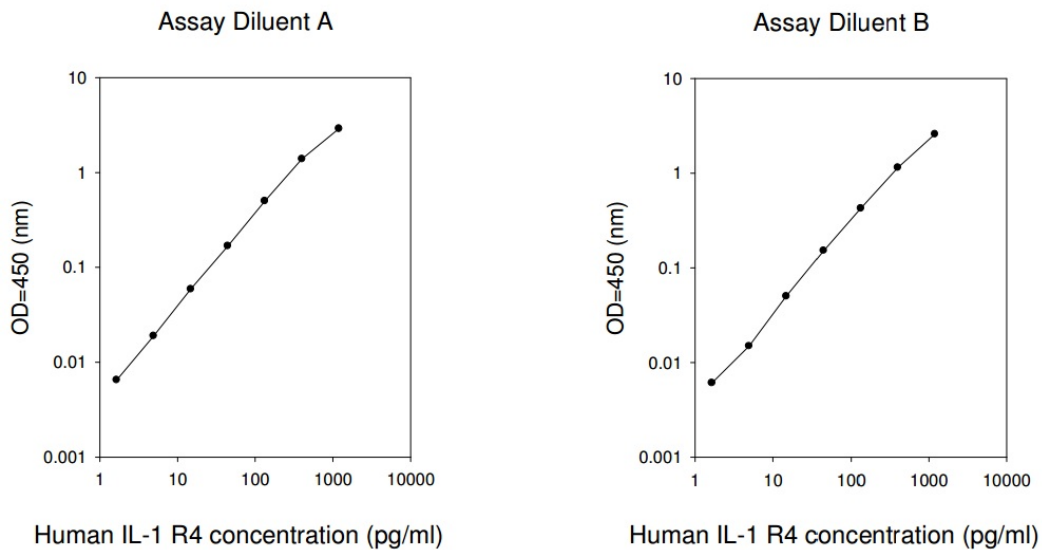 Assay Diluent A
10
1
0.1
0.01
0.001
1 10 100 1000 10000
OD=450 (nm)
Human IL-1 R4 concentration (pg/ml)
Assay Diluent B
10
1
0.1
0.01
0.001
1 10 100 1000 10000
OD=450 (nm)
Human IL-1 R4 concentration (pg/ml)